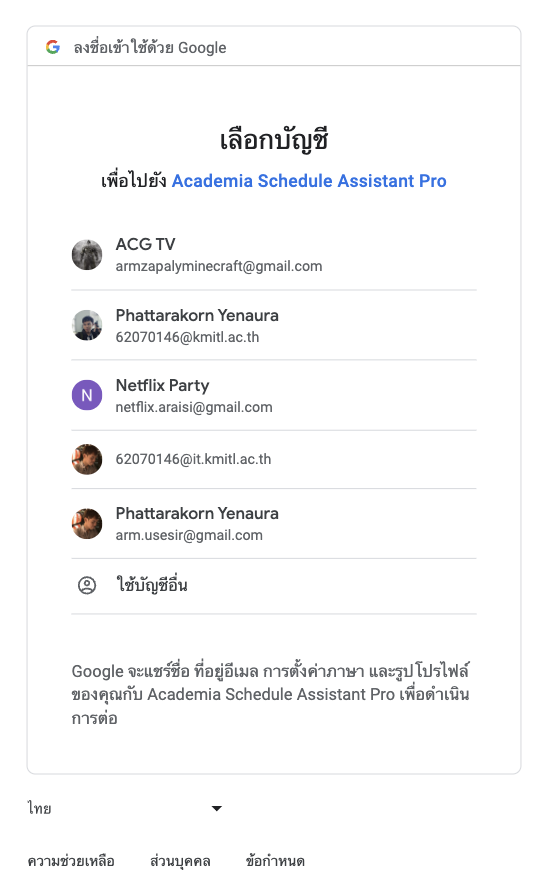 ลงชื่อเข้าใช้ด้วย Google
เลือกบัญชี
เพื่อไปยัง Academia Schedule Assistant Pro
ACG TV
armzapalyminecraft@gmail.com
Phattarakorn Yenaura
62070146@kmitl.ac.th
N
Netflix Party
netflix.araisi@gmail.com
62070146@it.kmitl.ac.th
Phattarakorn Yenaura
arm.usesir@gmail.com
ใช้บัญชีอื่น
Google จะแชร์ชื่อ ที่อยู่อีเมล การตั้งค่าภาษา และรูปโปรไฟล์
ของคุณกับ Academia Schedule Assistant Pro เพื่อดำเนิน
การต่อ
ไทย
ความช่วยเหลือ ส่วนบุคคล ข้อกำหนด